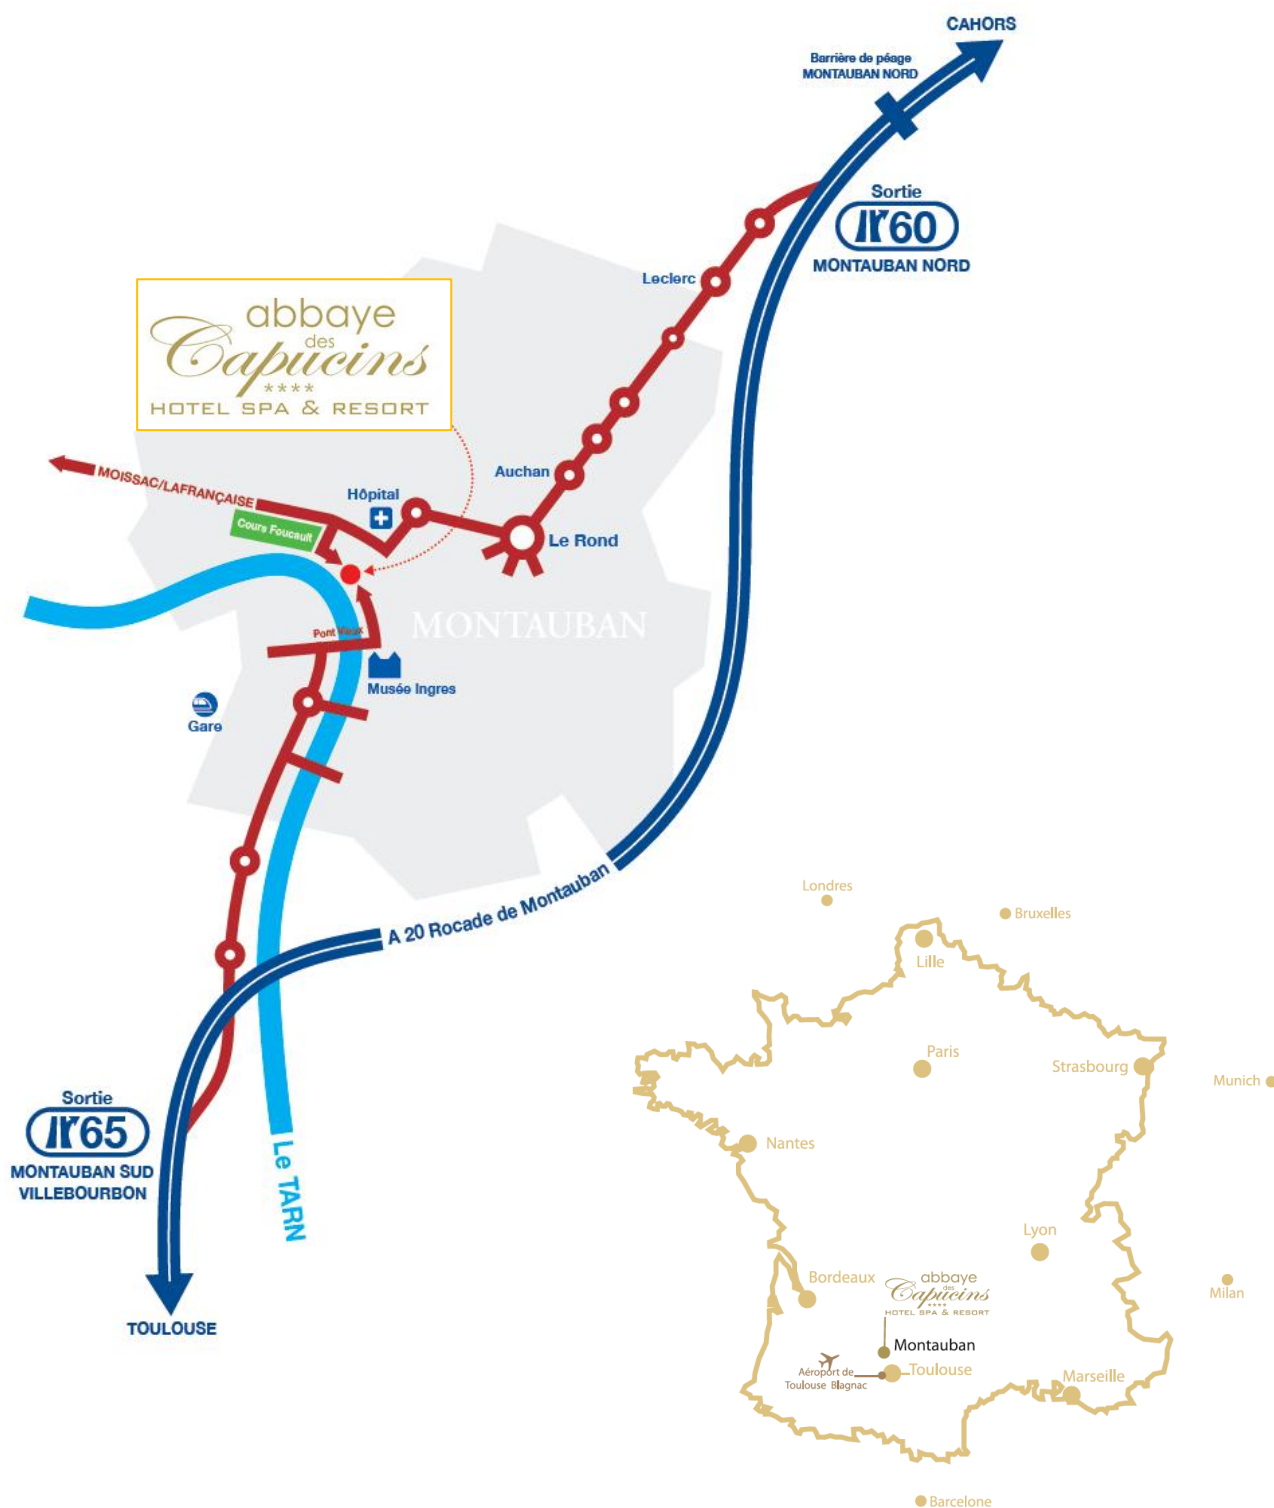 CAHORS
Barrière de péage
MONTAUBAN NORD
Sortie
60
MONTAUBAN NORD
Leclerc
abbaye
des
Capucins
****
HOTEL SPA & RESORT
Auchan
MOISSAC/LAFRANÇAISE
Hôpital
Cours Foucault
Le Rond
MONTAUBAN
Pont Vieux
Musée Ingres
Gare
A 20 Rocade de Montauban
Sortie
65
MONTAUBAN SUD
VILLEBOURBON
Le TARN
TOULOUSE
Londres
Bruxelles
Lille
Paris
Strasbourg
Munich
Nantes
Lyon
Bordeaux
abbaye
des
Capucins
****
HOTEL SPA & RESORT
Milan
Montauban
Aéroport de
Toulouse Blagnac
Toulouse
Marseille
Barcelone